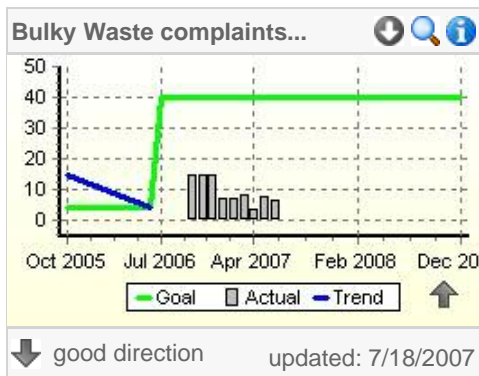 Bulky Waste complaints...
50
40
30
20
10
0
Oct 2005 Jul 2006 Apr 2007 Feb 2008 Dec 20
Goal Actual Trend
good direction updated: 7/18/2007